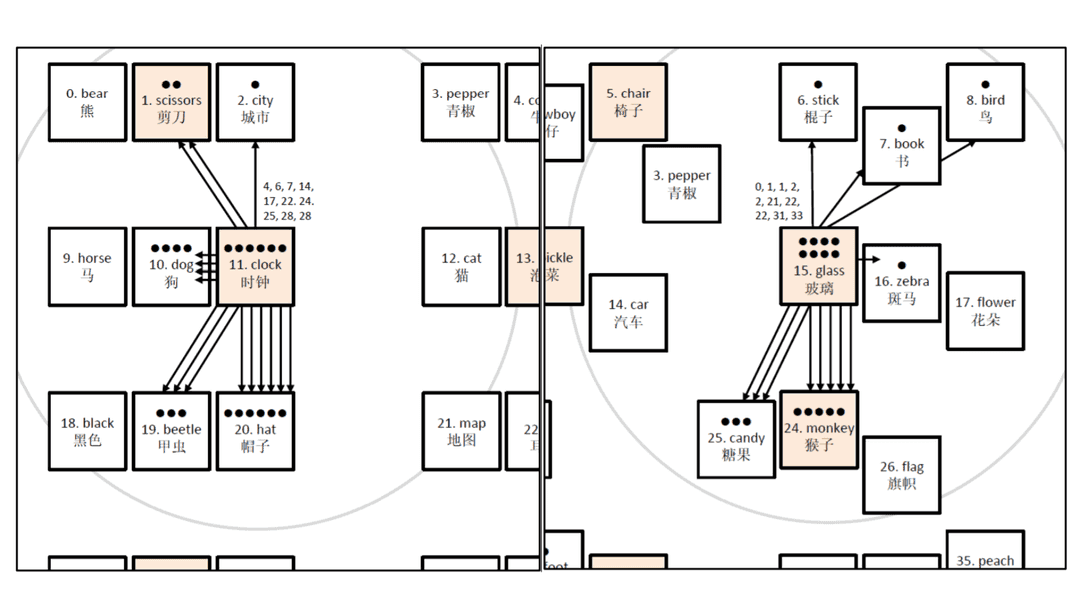 0. bear
熊
1. scissors
剪刀
2. city
城市
3. pepper
青椒
4. co
4, 6, 7, 14,
17, 22. 24.
25, 28, 28
9. horse
马
10. dog
狗
11. clock
时钟
12. cat
猫
13.
18. black
黑色
19. beetle
甲虫
20. hat
帽子
21. map
地图
22
wboy
仔
5. chair
椅子
3. pepper
青椒
6. stick
棍子
7. book
书
8. bird
鸟
0, 1, 1, 2,
2, 21, 22,
22, 31, 33
ickle
菜
14. car
汽车
15. glass
玻璃
16. zebra
斑马
17. flower
花朵
25. candy
糖果
24. monkey
猴子
26. flag
旗帜
35. peach